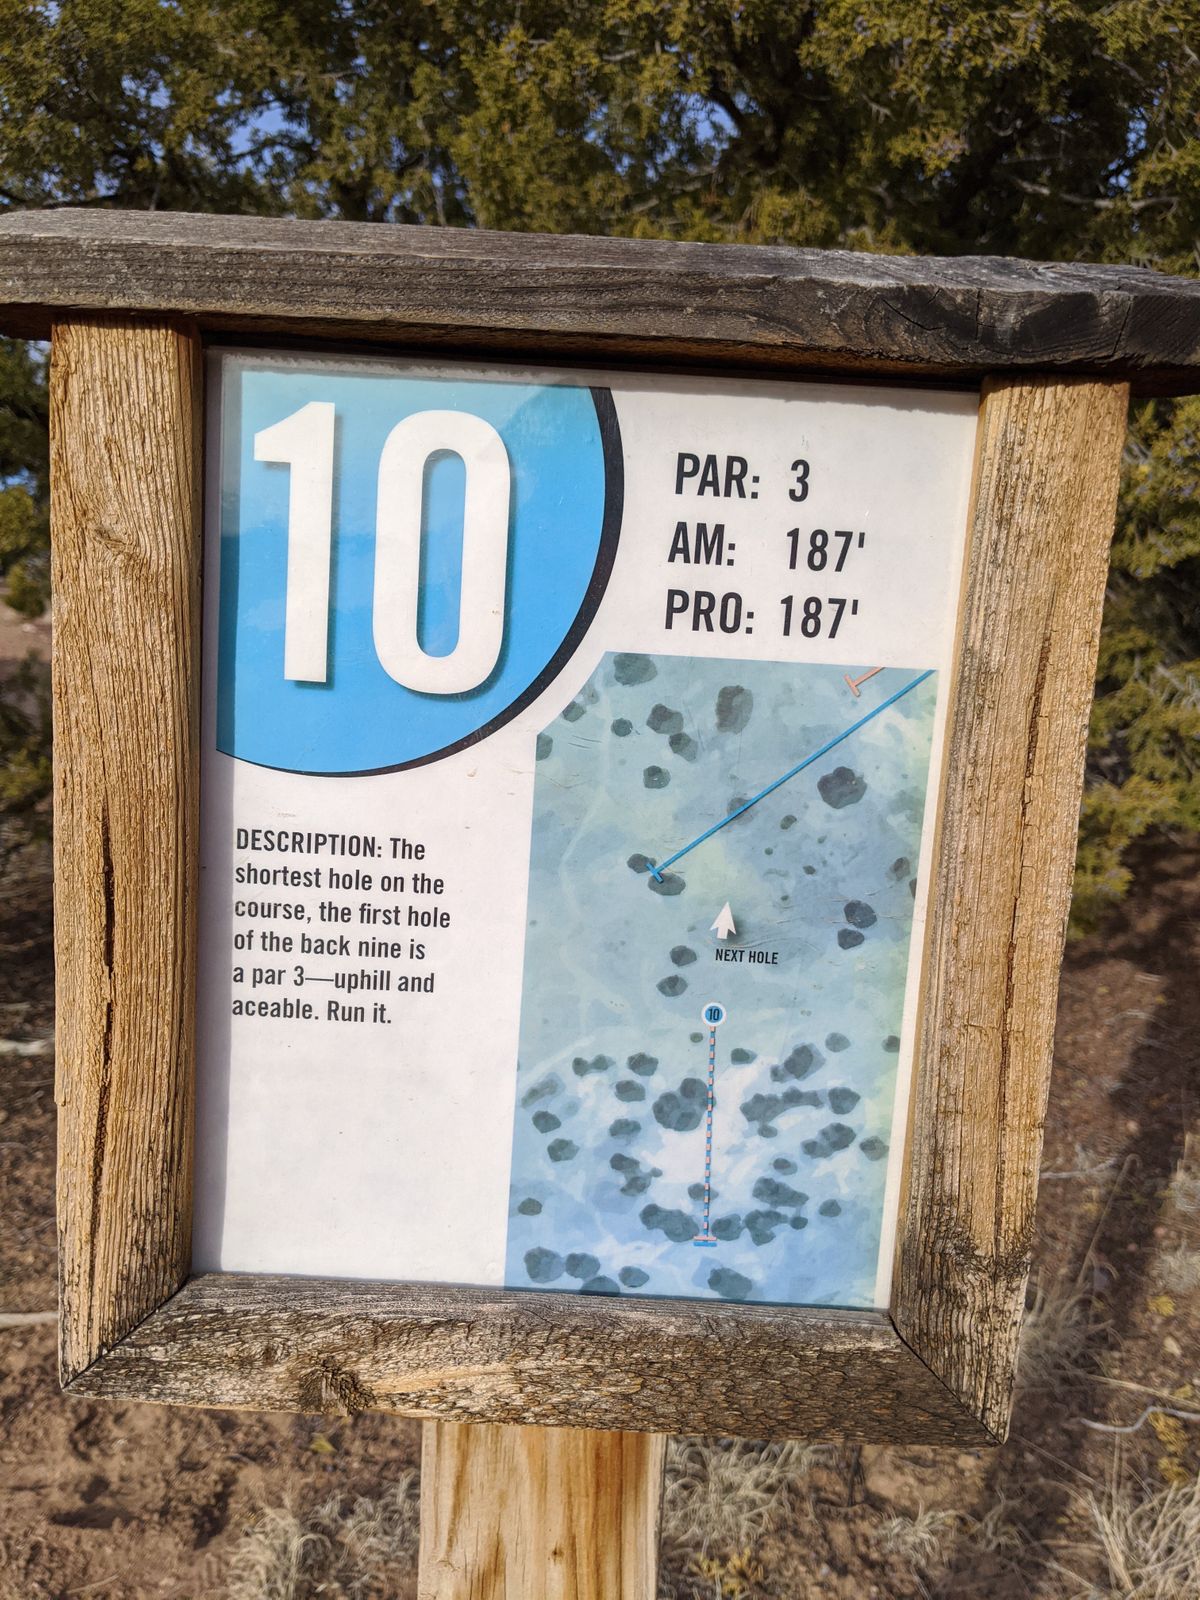 10
PAR: 3
AM: 187'
PRO: 187'
DESCRIPTION: The
shortest hole on the
course, the first hole
of the back nine is
a par 3—uphill and
aceable. Run it.
NEXT HOLE
10